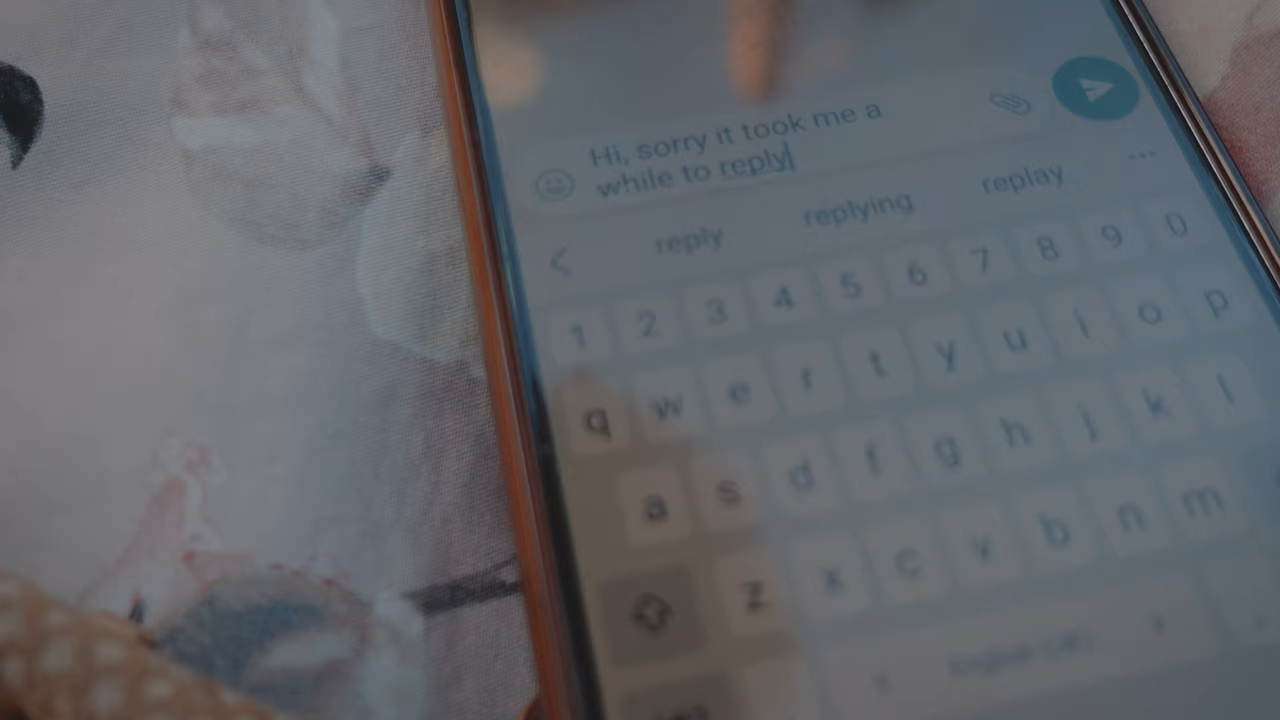 Hi, sorry it took me a
while to reply
reply replying replay
1 2 3 4 5 6 7 8 9 0
q w e r t y u i o p
a s d f g h j k l
z x c v b n m